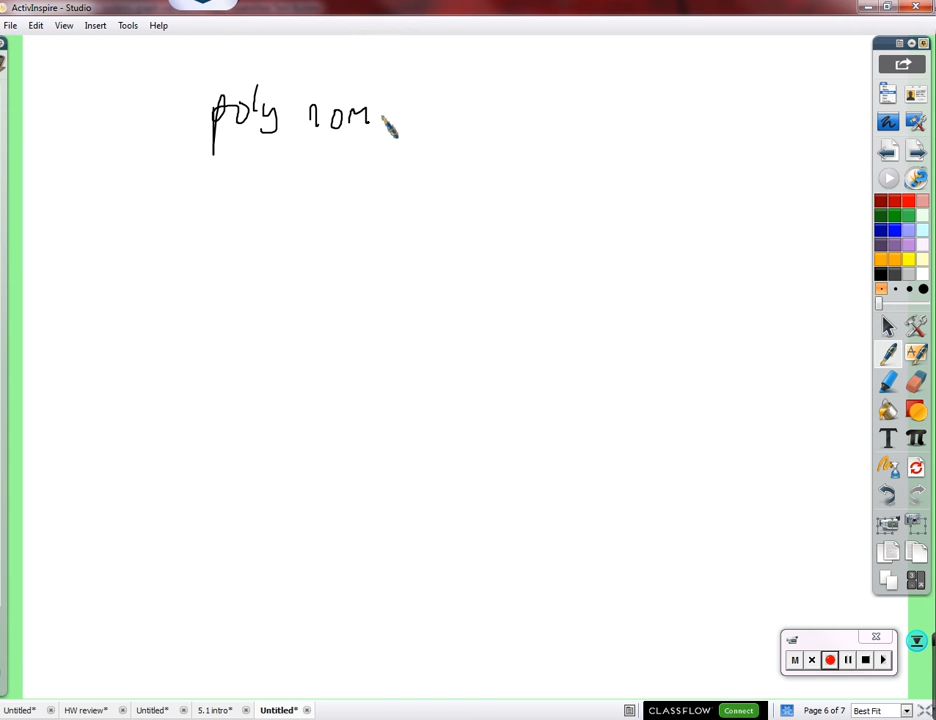 ActivInspire - Studio
File Edit View Insert Tools Help
poly nom
Untitled* HW review* Untitled* 5.1 intro* Untitled* CLASSFLOW Connect Page 6 of 7 Best Fit